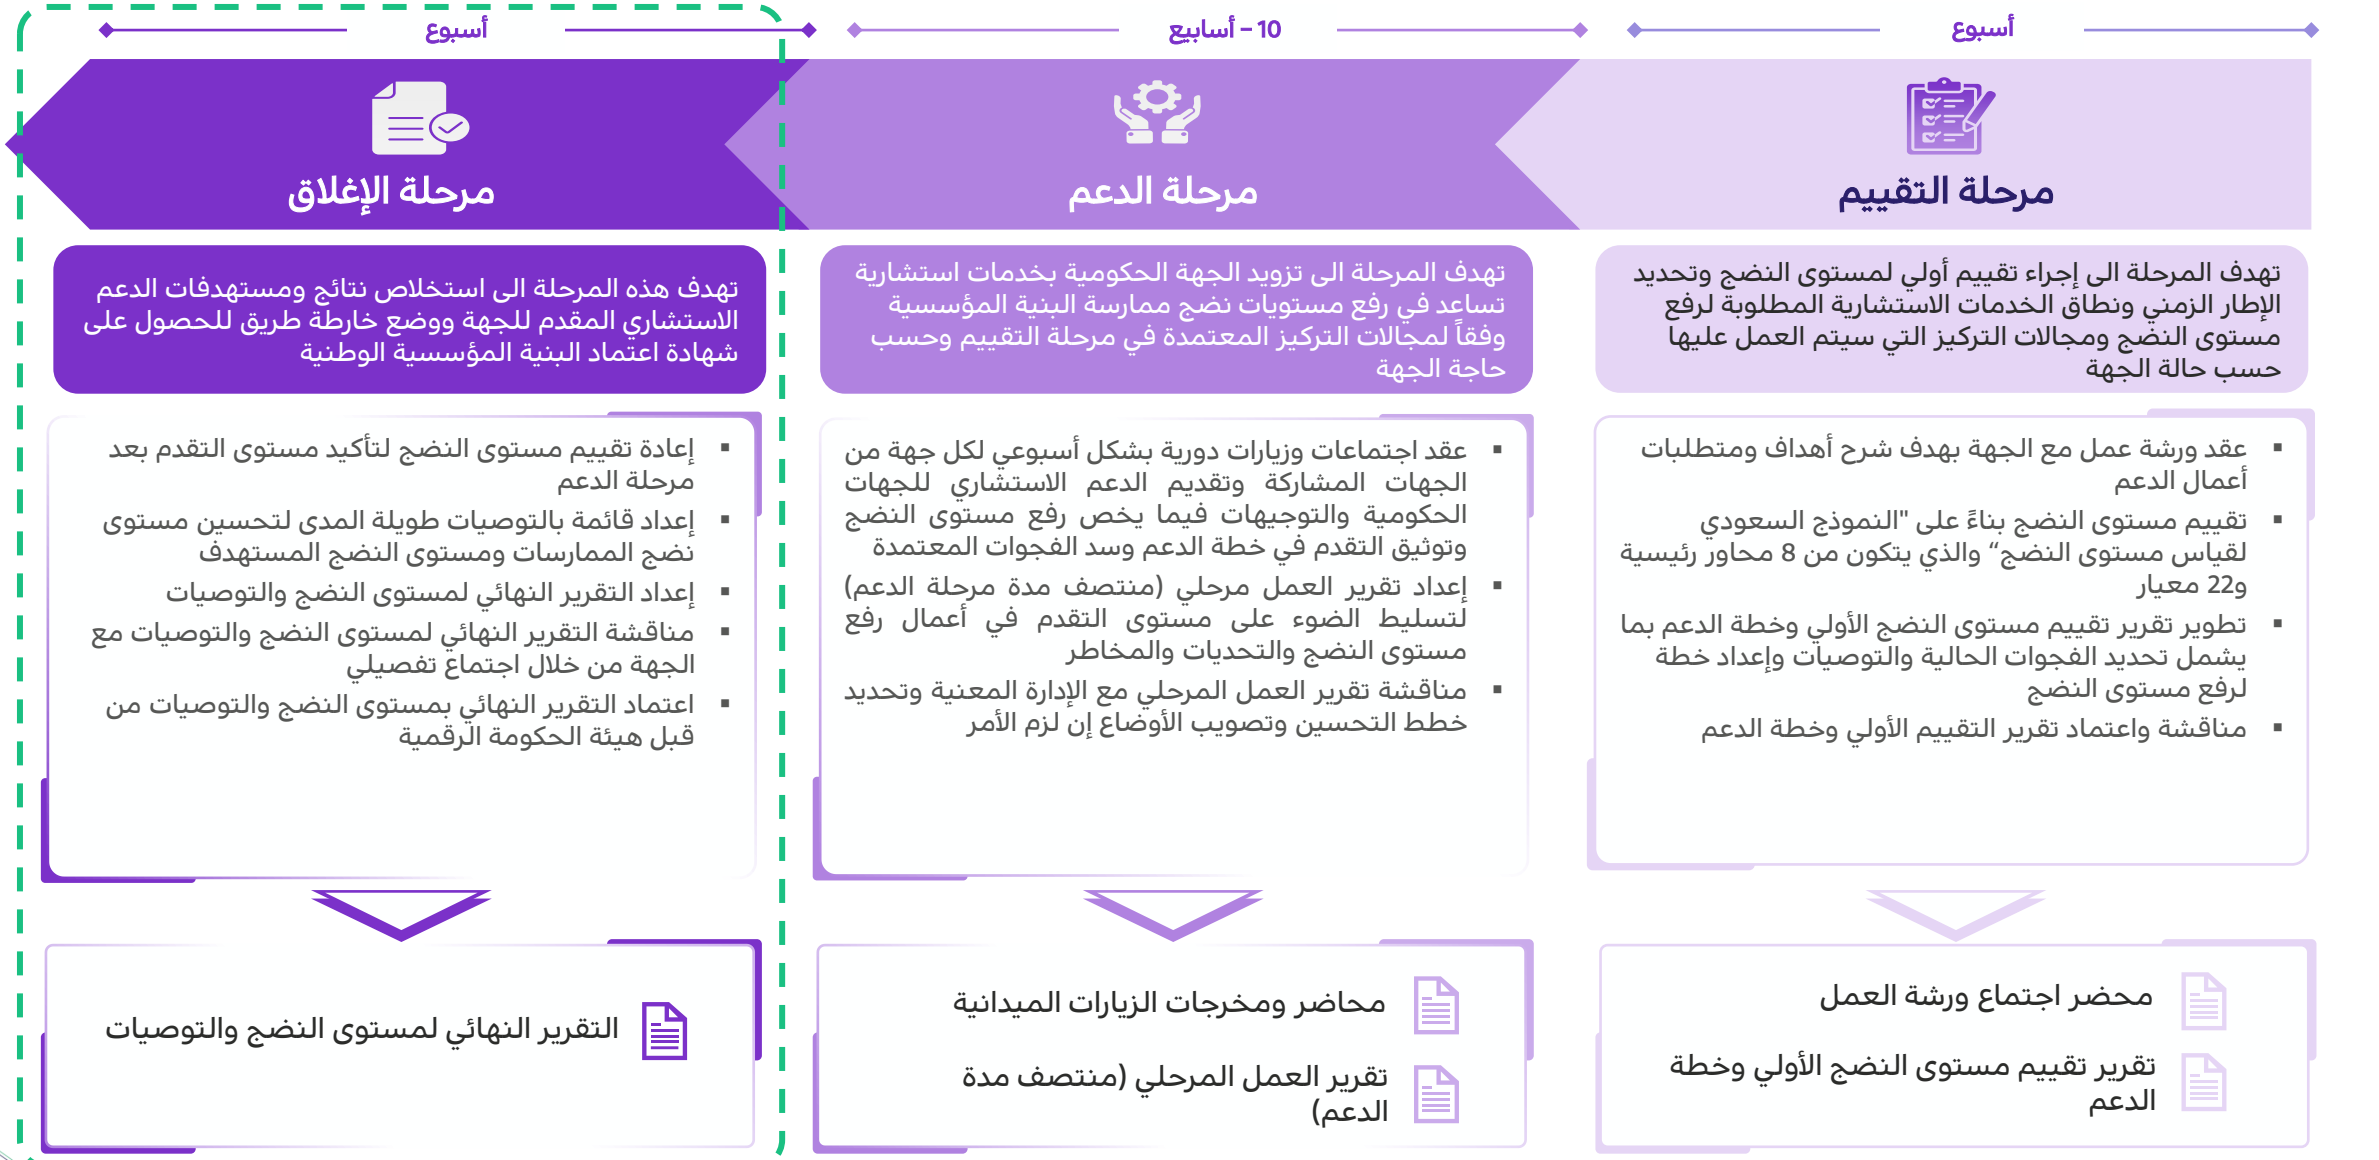 أسبوع
مرحلة التقييم
تهدف المرحلة الى إجراء تقييم أولي لمستوى النضج وتحديد
الإطار الزمني ونطاق الخدمات الاستشارية المطلوبة لرفع
مستوى النضج ومجالات التركيز التي سيتم العمل عليها
حسب حالة الجهة
▪ عقد ورشة عمل مع الجهة بهدف شرح أهداف ومتطلبات
أعمال الدعم
▪ تقييم مستوى النضج بناءً على "النموذج السعودي
لقياس مستوى النضج“ والذي يتكون من 8 محاور رئيسية
و22 معيار
▪ تطوير تقرير تقييم مستوى النضج الأولي وخطة الدعم بما
يشمل تحديد الفجوات الحالية والتوصيات وإعداد خطة
لرفع مستوى النضج
▪ مناقشة واعتماد تقرير التقييم الأولي وخطة الدعم
محضر اجتماع ورشة العمل
تقرير تقييم مستوى النضج الأولي وخطة
الدعم
10 – أسابيع
مرحلة الدعم
تهدف المرحلة الى تزويد الجهة الحكومية بخدمات استشارية
تساعد في رفع مستويات نضج ممارسة البنية المؤسسية
وفقاً لمجالات التركيز المعتمدة في مرحلة التقييم وحسب
حاجة الجهة
▪ عقد اجتماعات وزيارات دورية بشكل أسبوعي لكل جهة من
الجهات المشاركة وتقديم الدعم الاستشاري للجهات
الحكومية والتوجيهات فيما يخص رفع مستوى النضج
وتوثيق التقدم في خطة الدعم وسد الفجوات المعتمدة
▪ إعداد تقرير العمل مرحلي (منتصف مدة مرحلة الدعم)
لتسليط الضوء على مستوى التقدم في أعمال رفع
مستوى النضج والتحديات والمخاطر
▪ مناقشة تقرير العمل المرحلي مع الإدارة المعنية وتحديد
خطط التحسين وتصويب الأوضاع إن لزم الأمر
محاضر ومخرجات الزيارات الميدانية
تقرير العمل المرحلي (منتصف مدة
الدعم)
أسبوع
مرحلة الإغلاق
تهدف هذه المرحلة الى استخلاص نتائج ومستهدفات الدعم
الاستشاري المقدم للجهة ووضع خارطة طريق للحصول على
شهادة اعتماد البنية المؤسسية الوطنية
▪ إعادة تقييم مستوى النضج لتأكيد مستوى التقدم بعد
مرحلة الدعم
▪ إعداد قائمة بالتوصيات طويلة المدى لتحسين مستوى
نضج الممارسات ومستوى النضج المستهدف
▪ إعداد التقرير النهائي لمستوى النضج والتوصيات
▪ مناقشة التقرير النهائي لمستوى النضج والتوصيات مع
الجهة من خلال اجتماع تفصيلي
▪ اعتماد التقرير النهائي بمستوى النضج والتوصيات من
قبل هيئة الحكومة الرقمية
التقرير النهائي لمستوى النضج والتوصيات